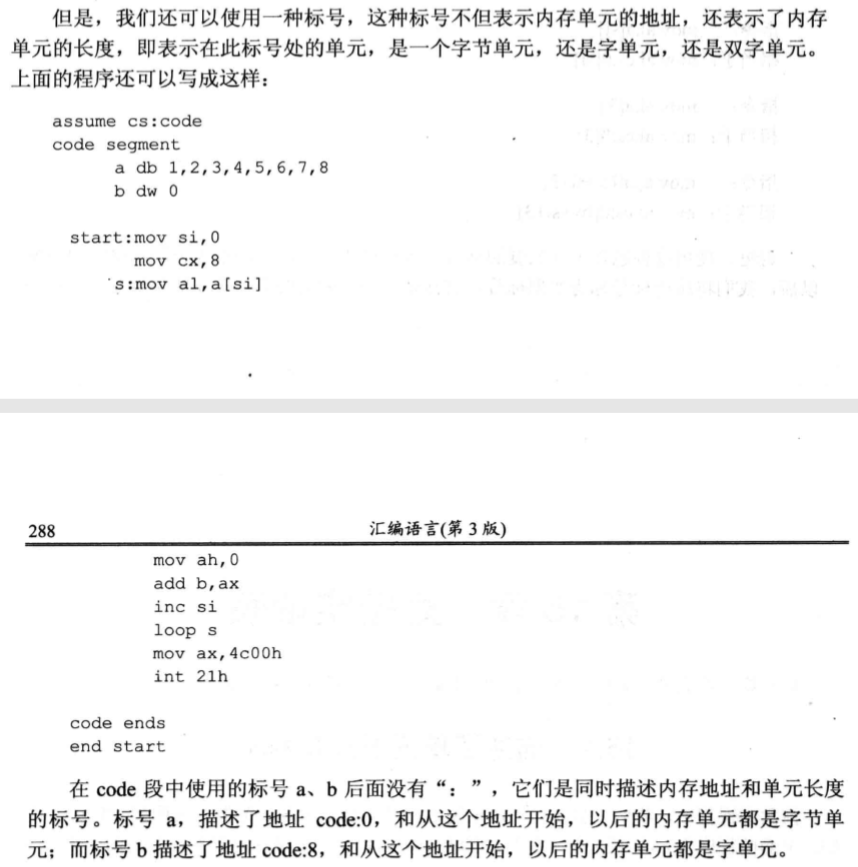 但是，我们还可以使用一种标号，这种标号不但表示内存单元的地址，还表示了内存
单元的长度，即表示在此标号处的单元，是一个字节单元，还是字单元，还是双字单元。
上面的程序还可以写成这样：
assume cs:code
code segment
a db 1,2,3,4,5,6,7,8
b dw 0
start:mov si,0
mov cx,8
s:mov al,a[si]
288 汇编语言(第 3 版)
mov ah,0
add b,ax
inc si
loop s
mov ax,4c00h
int 21h
code ends
end start
在 code 段中使用的标号 a、b 后面没有“：”，它们是同时描述内存地址和单元长度
的标号。标号 a，描述了地址 code:0，和从这个地址开始，以后的内存单元都是字节单
元；而标号 b 描述了地址 code:8，和从这个地址开始，以后的内存单元都是字单元。